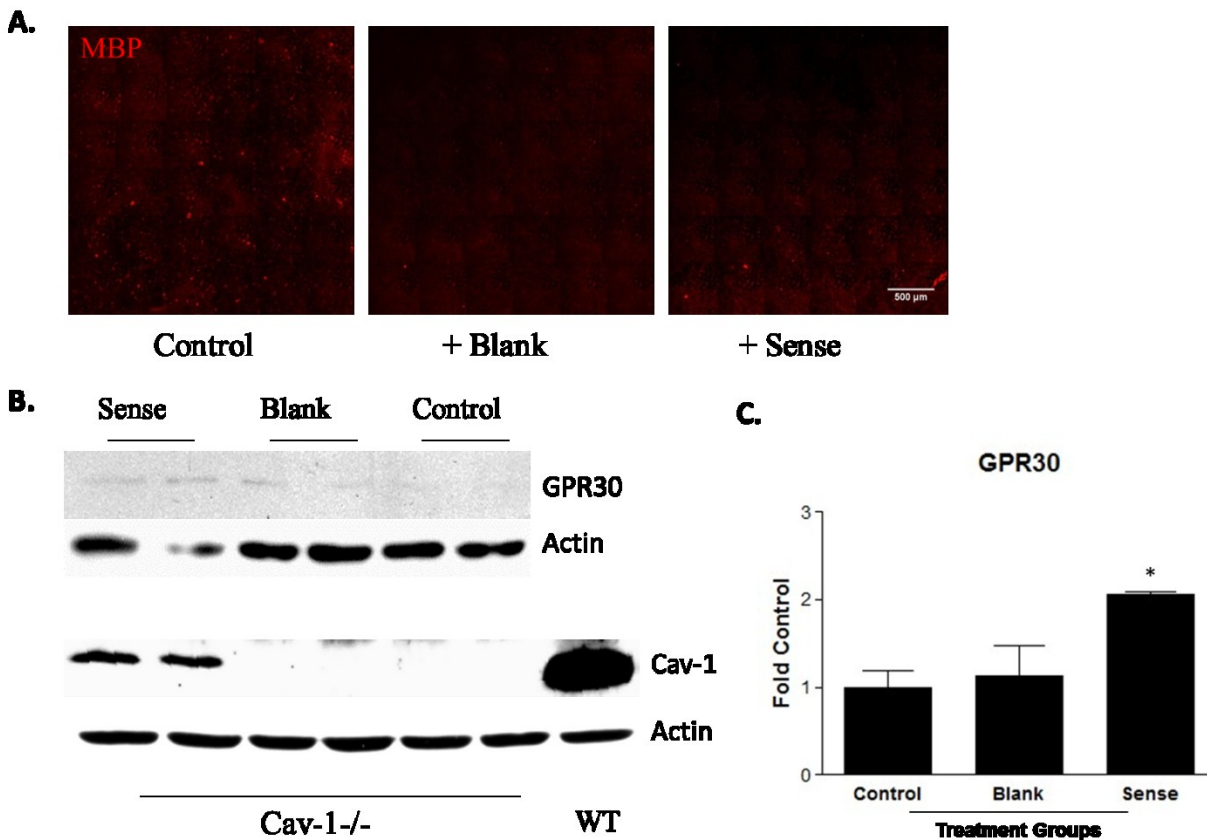 A.
MBP
500 µm
Control
+ Blank
+ Sense
B.
Sense Blank Control
GPR30
Actin
Cav-1
Actin
Cav-1-/- WT
C.
GPR30
Fold Control
3
2
1
0
*
Control Blank Sense
Treatment Groups